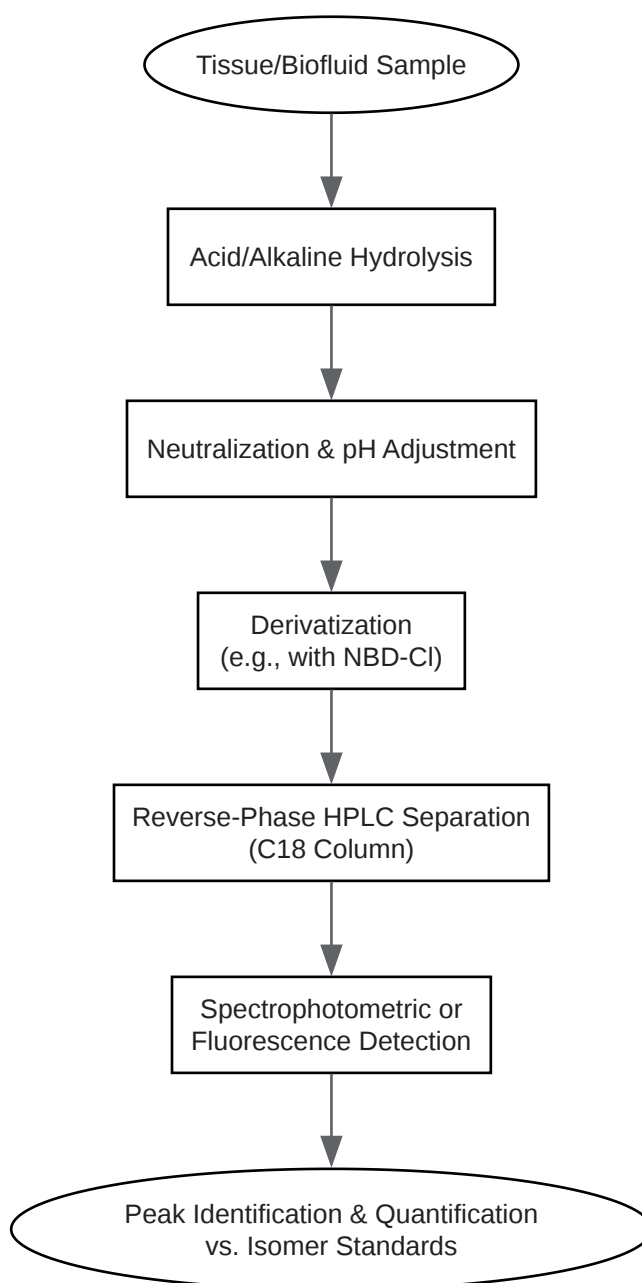 Tissue/Biofluid Sample
Acid/Alkaline Hydrolysis
Neutralization & pH Adjustment
Derivatization
(e.g., with NBD-Cl)
Reverse-Phase HPLC Separation
(C18 Column)
Spectrophotometric or
Fluorescence Detection
Peak Identification & Quantification
vs. Isomer Standards